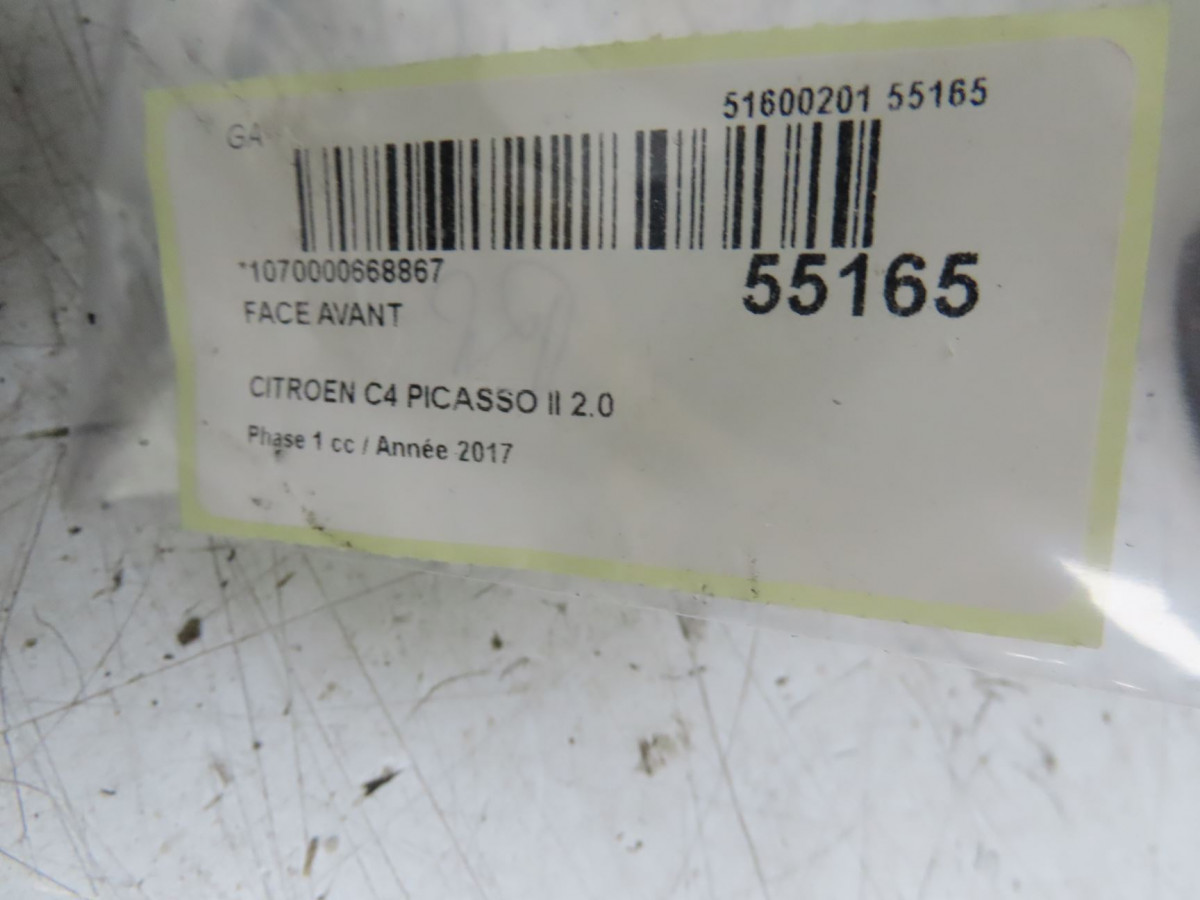 51600201 55165
GA
*1070000668867
55165
FACE AVANT
CITROEN C4 PICASSO II 2.0
Phase 1 cc / Année 2017